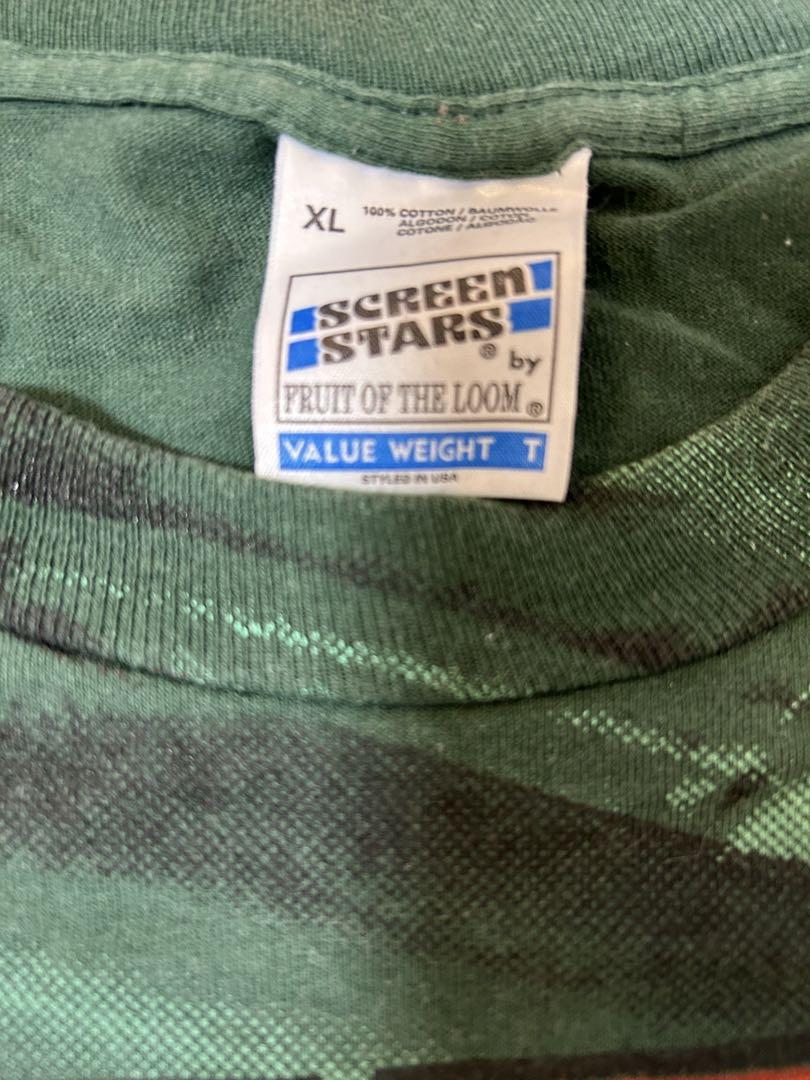 XL
100% COTTON / BAUMWOLLE
ALGODON / COTON
COTONE /
SCREEN
STARS ® by
FRUIT OF THE LOOM ®
VALUE WEIGHT T
STYLED IN USA